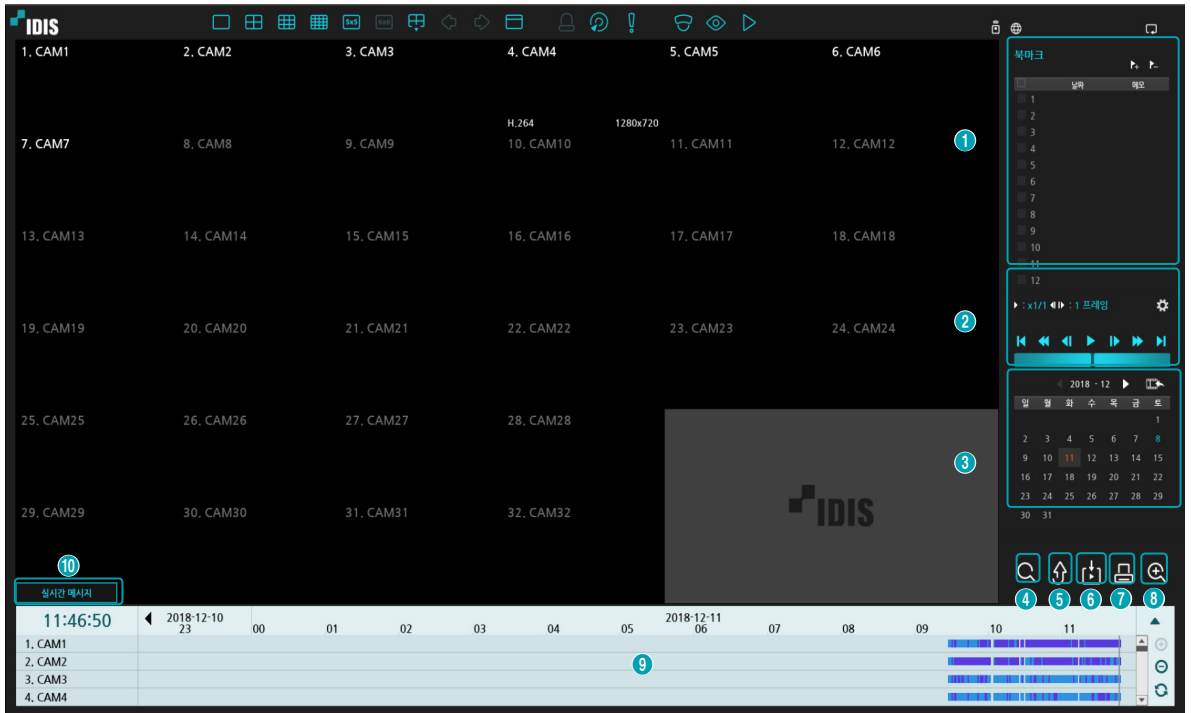 IDIS
5x5 6x6
1. CAM1 2. CAM2 3. CAM3 4. CAM4 5. CAM5 6. CAM6
H.264 1280x720
7. CAM7 8. CAM8 9. CAM9 10. CAM10 11. CAM11 12. CAM12
13. CAM13 14. CAM14 15. CAM15 16. CAM16 17. CAM17 18. CAM18
19. CAM19 20. CAM20 21. CAM21 22. CAM22 23. CAM23 24. CAM24
25. CAM25 26. CAM26 27. CAM27 28. CAM28
29. CAM29 30. CAM30 31. CAM31 32. CAM32
IDIS
북마크
날짜 메모
1
2
3
4
5
6
7
8
9
10
11
12
1
: x1/1 : 1 프레임
2
2018 - 12
일 월 화 수 목 금 토
1
2 3 4 5 6 7 8
9 10 11 12 13 14 15
16 17 18 19 20 21 22
23 24 25 26 27 28 29
30 31
3
4 5 6 7 8
10
실시간 메시지
11:46:50
2018-12-10 2018-12-11
23 00 01 02 03 04 05 06 07 08 09 10 11
1. CAM1
2. CAM2
3. CAM3
4. CAM4
9